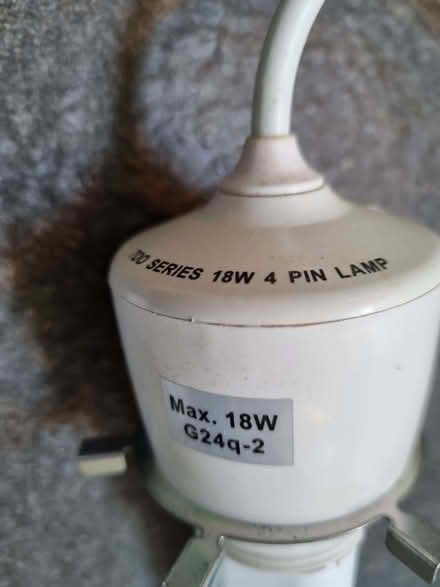 SERIES 18W 4 PIN LAMP
Max. 18W
G24q-2